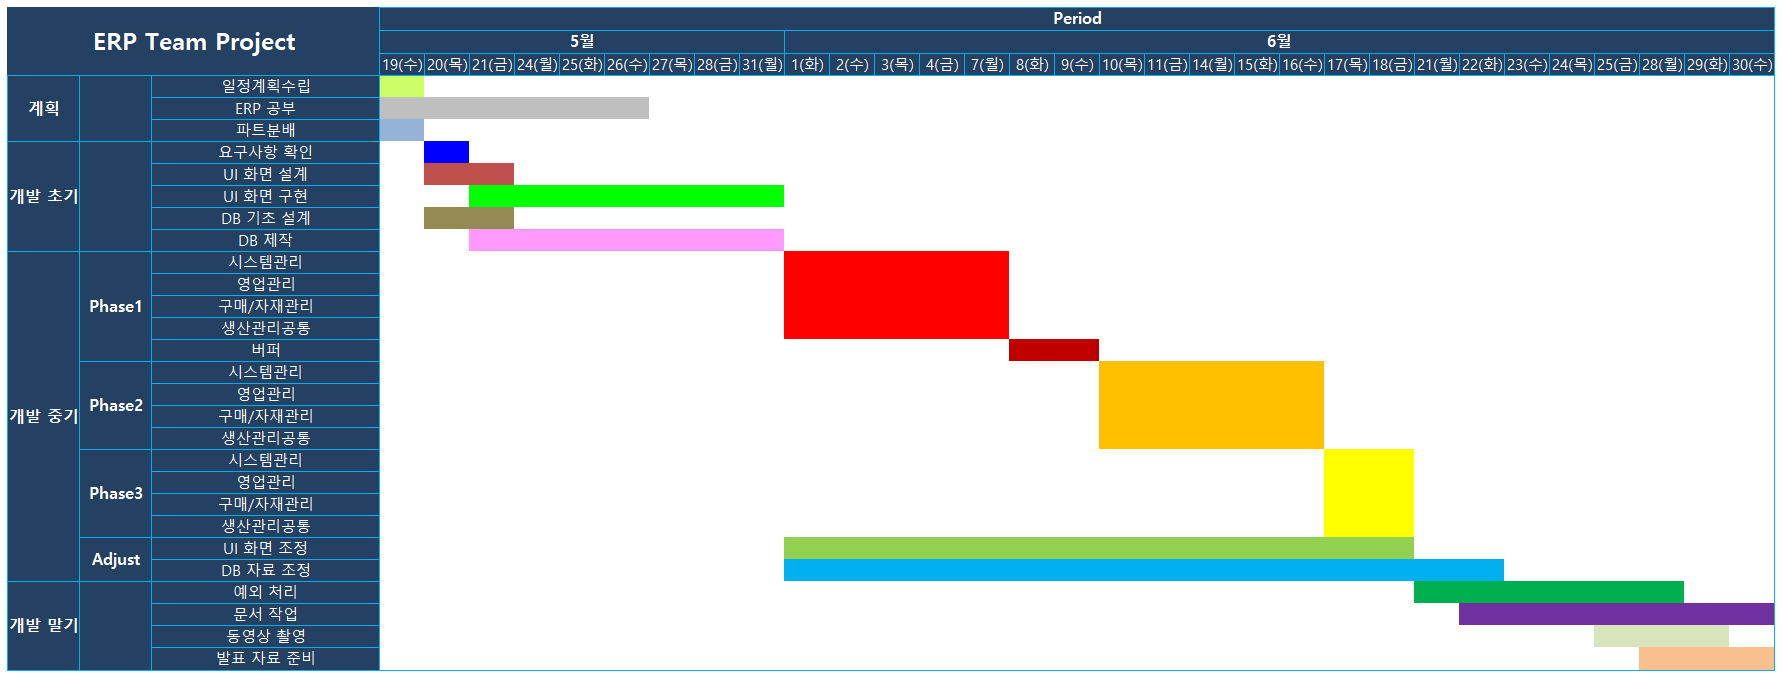 ERP Team Project
Period
5월 6월
19(수) 20(목) 21(금) 24(월) 25(화) 26(수) 27(목) 28(금) 31(월) 1(화) 2(수) 3(목) 4(금) 7(월) 8(화) 9(수) 10(목) 11(금) 14(월) 15(화) 16(수) 17(목) 18(금) 21(월) 22(화) 23(수) 24(목) 25(금) 28(월) 29(화) 30(수)
계획
일정계획수립
ERP 공부
파트분배
개발 초기
요구사항 확인
UI 화면 설계
UI 화면 구현
DB 기초 설계
DB 제작
개발 중기
Phase1
시스템관리
영업관리
구매/자재관리
생산관리공통
버퍼
Phase2
시스템관리
영업관리
구매/자재관리
생산관리공통
Phase3
시스템관리
영업관리
구매/자재관리
생산관리공통
Adjust
UI 화면 조정
DB 자료 조정
개발 말기
예외 처리
문서 작업
동영상 촬영
발표 자료 준비